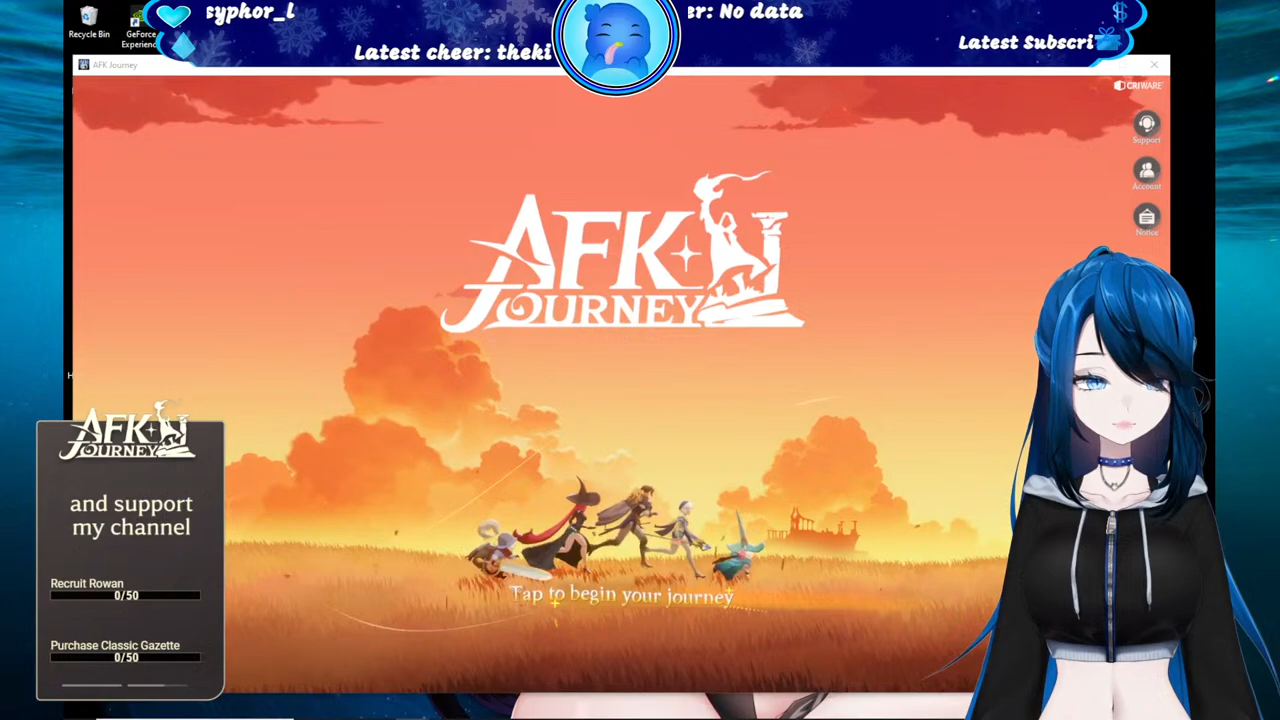 syphor_l
er: No data
Latest cheer: theki
Latest Subscri
Recycle Bin
GeForce
Experienc
AFK Journey
CRIWARE
Support
Account
Notice
AFK
JOURNEY
H
AFK
JOURNEY
and support
my channel
Recruit Rowan
0/50
Purchase Classic Gazette
0/50
Tap to begin your journey